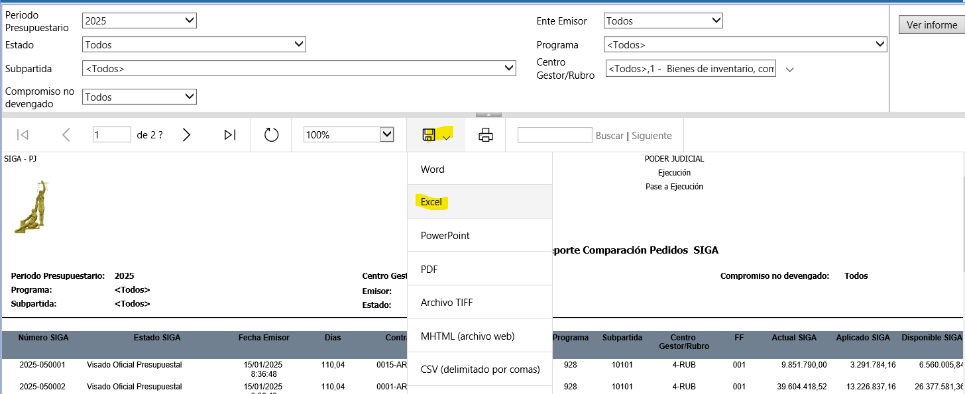 Periodo Presupuestario 2025 Ente Emisor Todos Ver informe
Estado Todos Programa <Todos>
Subpartida <Todos> Centro Gestor/Rubro <Todos>,1 - Bienes de inventario, com
Compromiso no devengado Todos
1 de 2 ? 100% Buscar | Siguiente
SIGA - PJ
PODER JUDICIAL
Ejecución
Pase a Ejecución
Word
Excel
PowerPoint
PDF
Archivo TIFF
MHTML (archivo web)
CSV (delimitado por comas)
porte Comparación Pedidos SIGA
Periodo Presupuestario: 2025 Centro Gest Compromiso no devengado: Todos
Programa: <Todos> Emisor:
Subpartida: <Todos> Estado:
Número SIGA Estado SIGA Fecha Emisor Días Contr Programa Subpartida Centro Gestor/Rubro FF Actual SIGA Aplicado SIGA Disponible SIGA
2025-050001 Visado Oficial Presupuestal 15/01/2025 8:36:48 110,04 0015-AR 928 10101 4-RUB 001 9.851.790,00 3.291.784,16 6.560.005,84
2025-050002 Visado Oficial Presupuestal 15/01/2025 110,04 0001-AR 928 10101 4-RUB 001 39.604.418,52 13.226.837,16 26.377.581,36